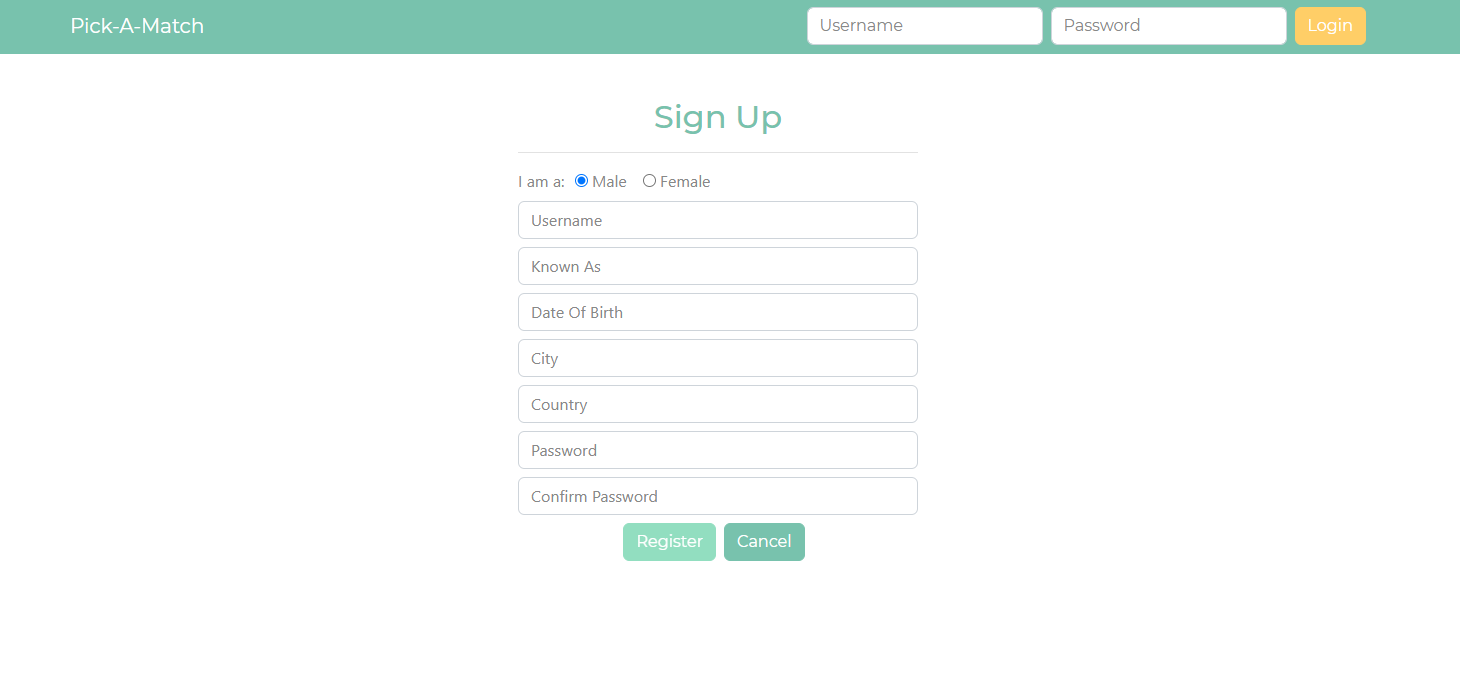 Pick-A-Match Username Password Login
Sign Up
I am a: Male Female
Username
Known As
Date Of Birth
City
Country
Password
Confirm Password
Register Cancel